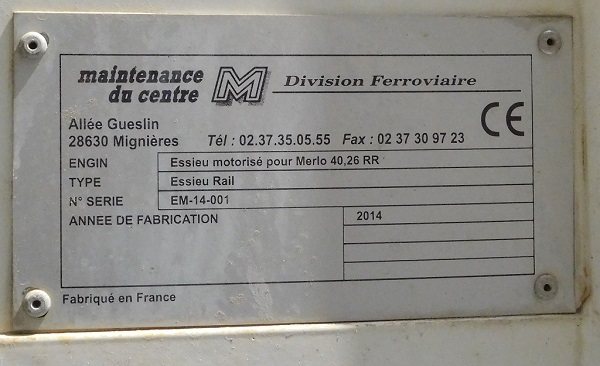 maintenance du centre M Division Ferroviaire
Allée Gueslin
28630 Mignières Tél : 02.37.35.05.55 Fax : 02 37 30 97 23 CE
ENGIN Essieu motorisé pour Merlo 40,26 RR
TYPE Essieu Rail
N° SERIE EM-14-001
ANNEE DE FABRICATION 2014
Fabriqué en France